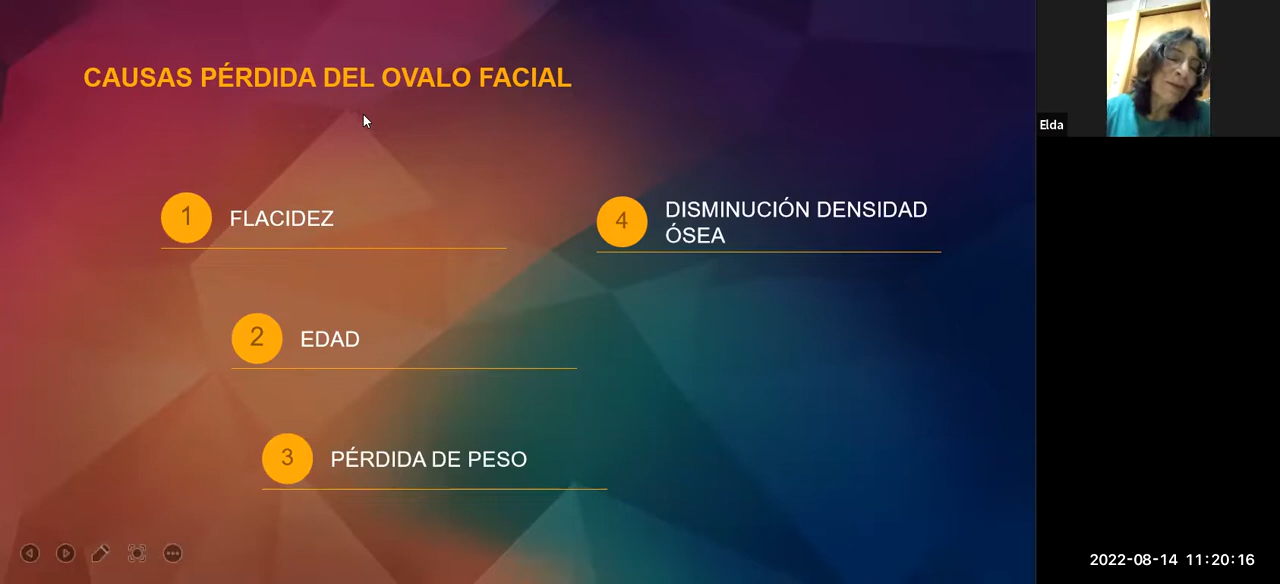 CAUSAS PÉRDIDA DEL OVALO FACIAL
1
FLACIDEZ
2
EDAD
3
PÉRDIDA DE PESO
4
DISMINUCIÓN DENSIDAD
ÓSEA
Elda
2022-08-14 11:20:16